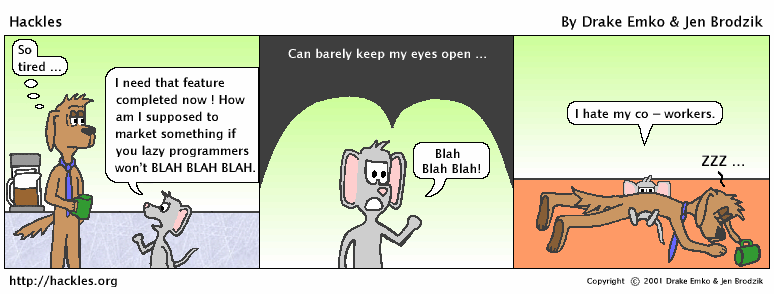 Hackles
By Drake Emko & Jen Brodzik
So
tired ...
I need that feature
completed now ! How
am I supposed to
market something if
you lazy programmers
won't BLAH BLAH BLAH.
Can barely keep my eyes open ...
Blah
Blah Blah!
I hate my co – workers.
ZZZ ...
http://hackles.org
Copyright © 2001 Drake Emko & Jen Brodzik